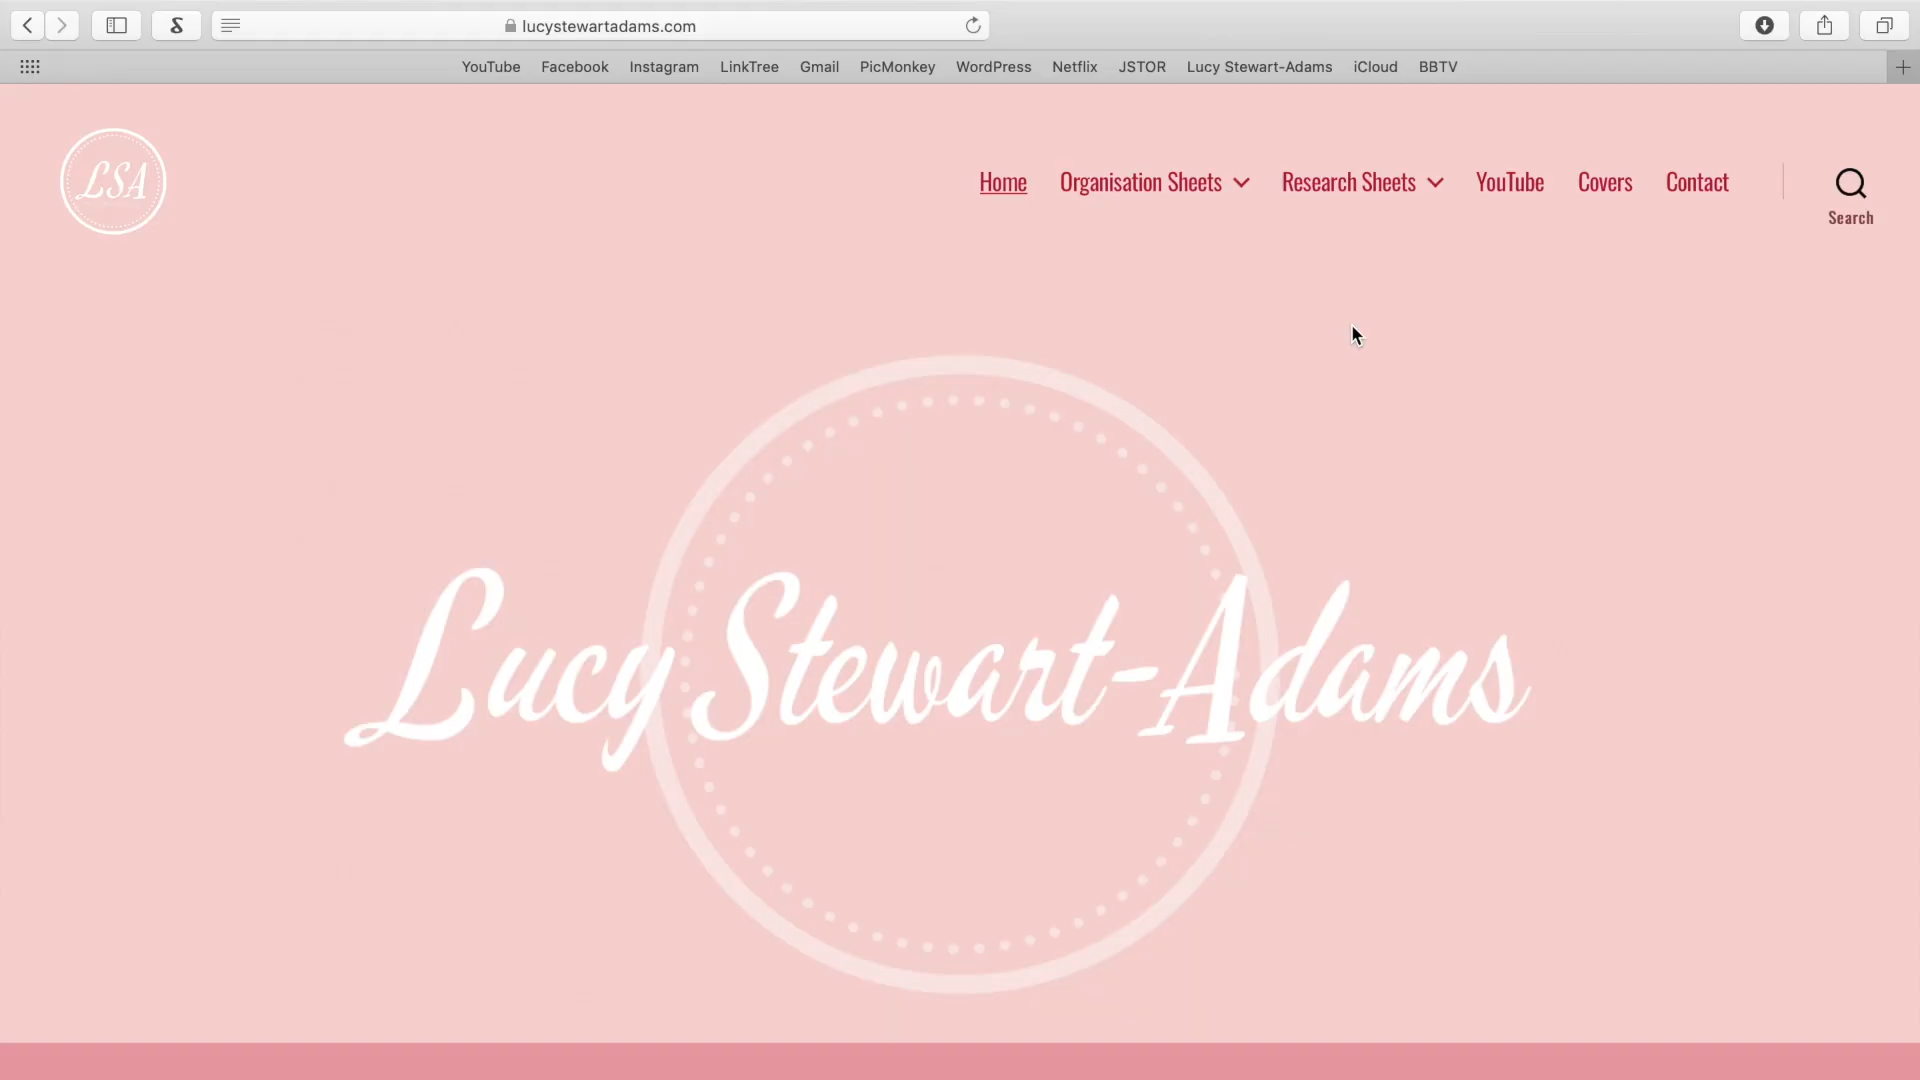 lucystewartadams.com
YouTube Facebook Instagram LinkTree Gmail PicMonkey WordPress Netflix JSTOR Lucy Stewart-Adams iCloud BBTV
LSA
Home Organisation Sheets Research Sheets YouTube Covers Contact
Search
Lucy Stewart-Adams